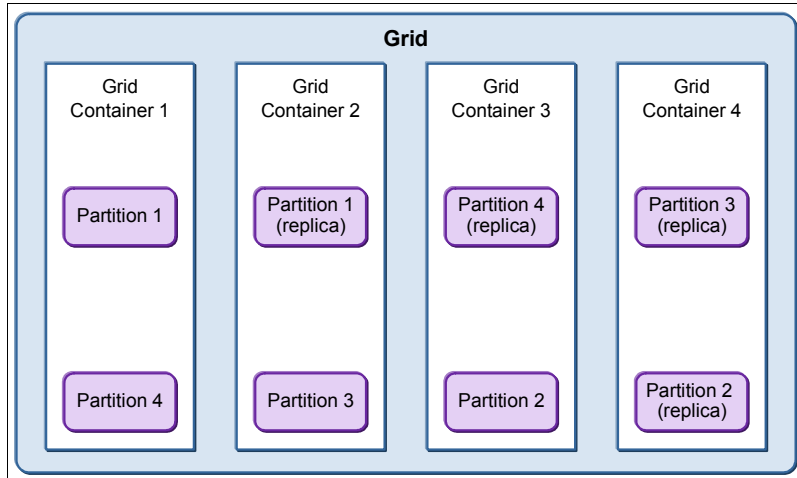 Grid
Grid
Container 1
Grid
Container 2
Grid
Container 3
Grid
Container 4
Partition 1
Partition 1
(replica)
Partition 4
(replica)
Partition 3
(replica)
Partition 4
Partition 3
Partition 2
Partition 2
(replica)